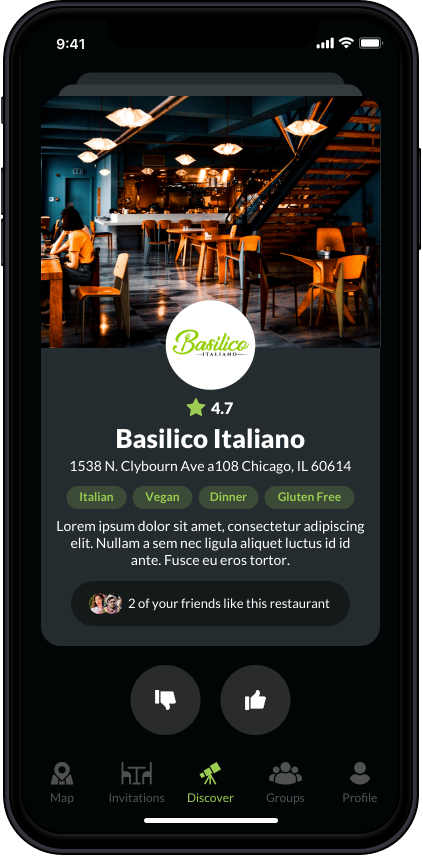 9:41
Basilico
ITALIANO
4.7
Basilico Italiano
1538 N. Clybourn Ave a108 Chicago, IL 60614
Italian Vegan Dinner Gluten Free
Lorem ipsum dolor sit amet, consectetur adipiscing
elit. Nullam a sem nec ligula aliquet luctus id id
ante. Fusce eu eros tortor.
2 of your friends like this restaurant
Map Invitations Discover Groups Profile